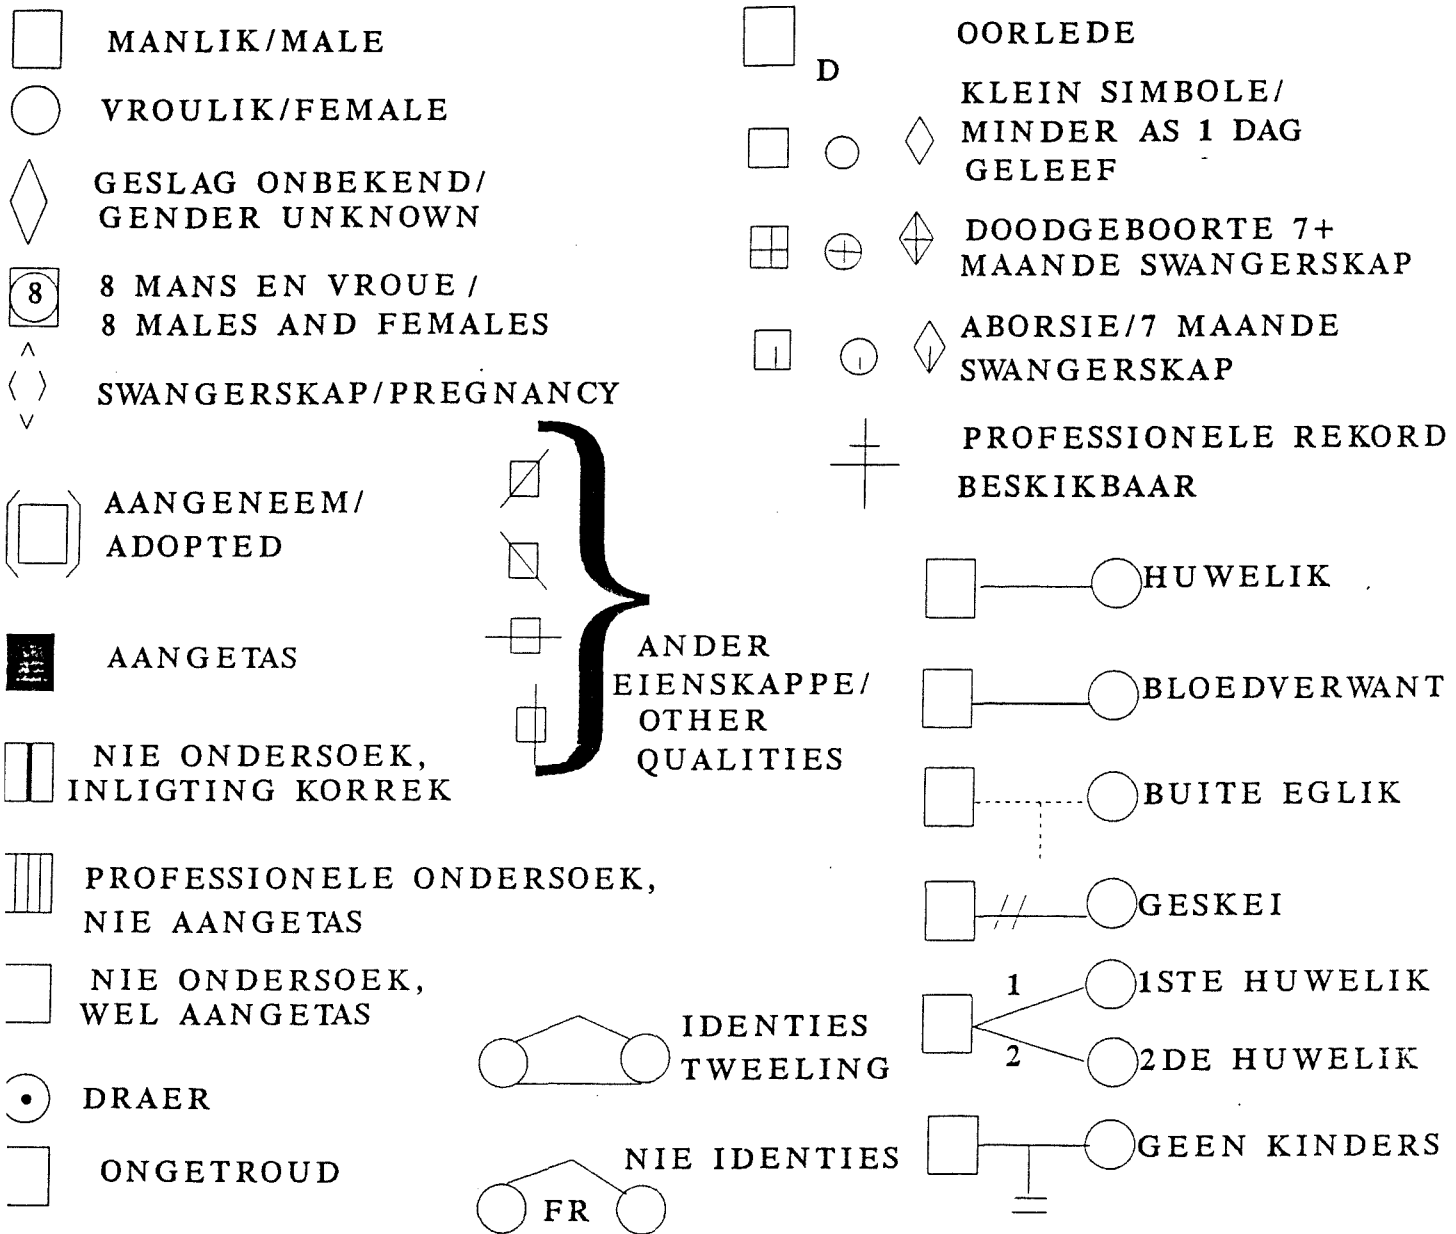 MANLIK/MALE
VROULIK/FEMALE
GESLAG ONBEKEND/
GENDER UNKNOWN
8
8 MANS EN VROUE /
8 MALES AND FEMALES
SWANGERSKAP/PREGNANCY
AANGENEEM/
ADOPTED
AANGETAS
NIE ONDERSOEK,
INLIGTING KORREK
PROFESSIONELE ONDERSOEK,
NIE AANGETAS
NIE ONDERSOEK,
WEL AANGETAS
DRAER
ONGETROUD
ANDER
EIENSKAPPE/
OTHER
QUALITIES
IDENTIES
TWEELING
NIE IDENTIES
FR
D
OORLEDE
KLEIN SIMBOLE/
MINDER AS 1 DAG
GELEEF
DOODGEBOORTE 7+
MAANDE SWANGERSKAP
ABORSIE/7 MAANDE
SWANGERSKAP
PROFESSIONELE REKORD
BESKIKBAAR
HUWELIK
BLOEDVERWANT
BUITE EGLIK
GESKEI
1
1STE HUWELIK
2
2DE HUWELIK
GEEN KINDERS